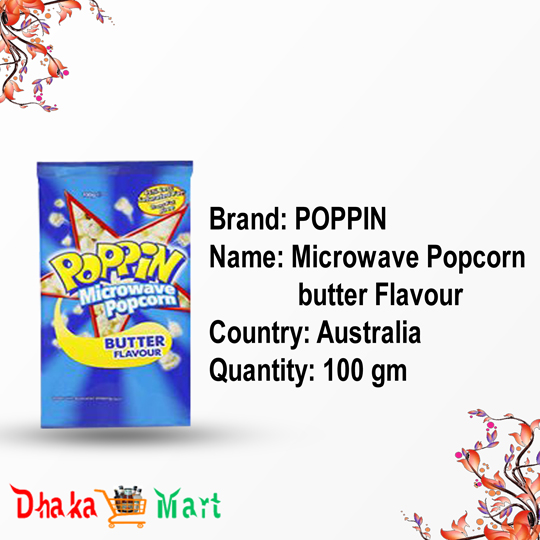 POPPiN
Microwave
Popcorn
BUTTER
FLAVOUR
Brand: POPPIN
Name: Microwave Popcorn
butter Flavour
Country: Australia
Quantity: 100 gm
Dhaka Mart